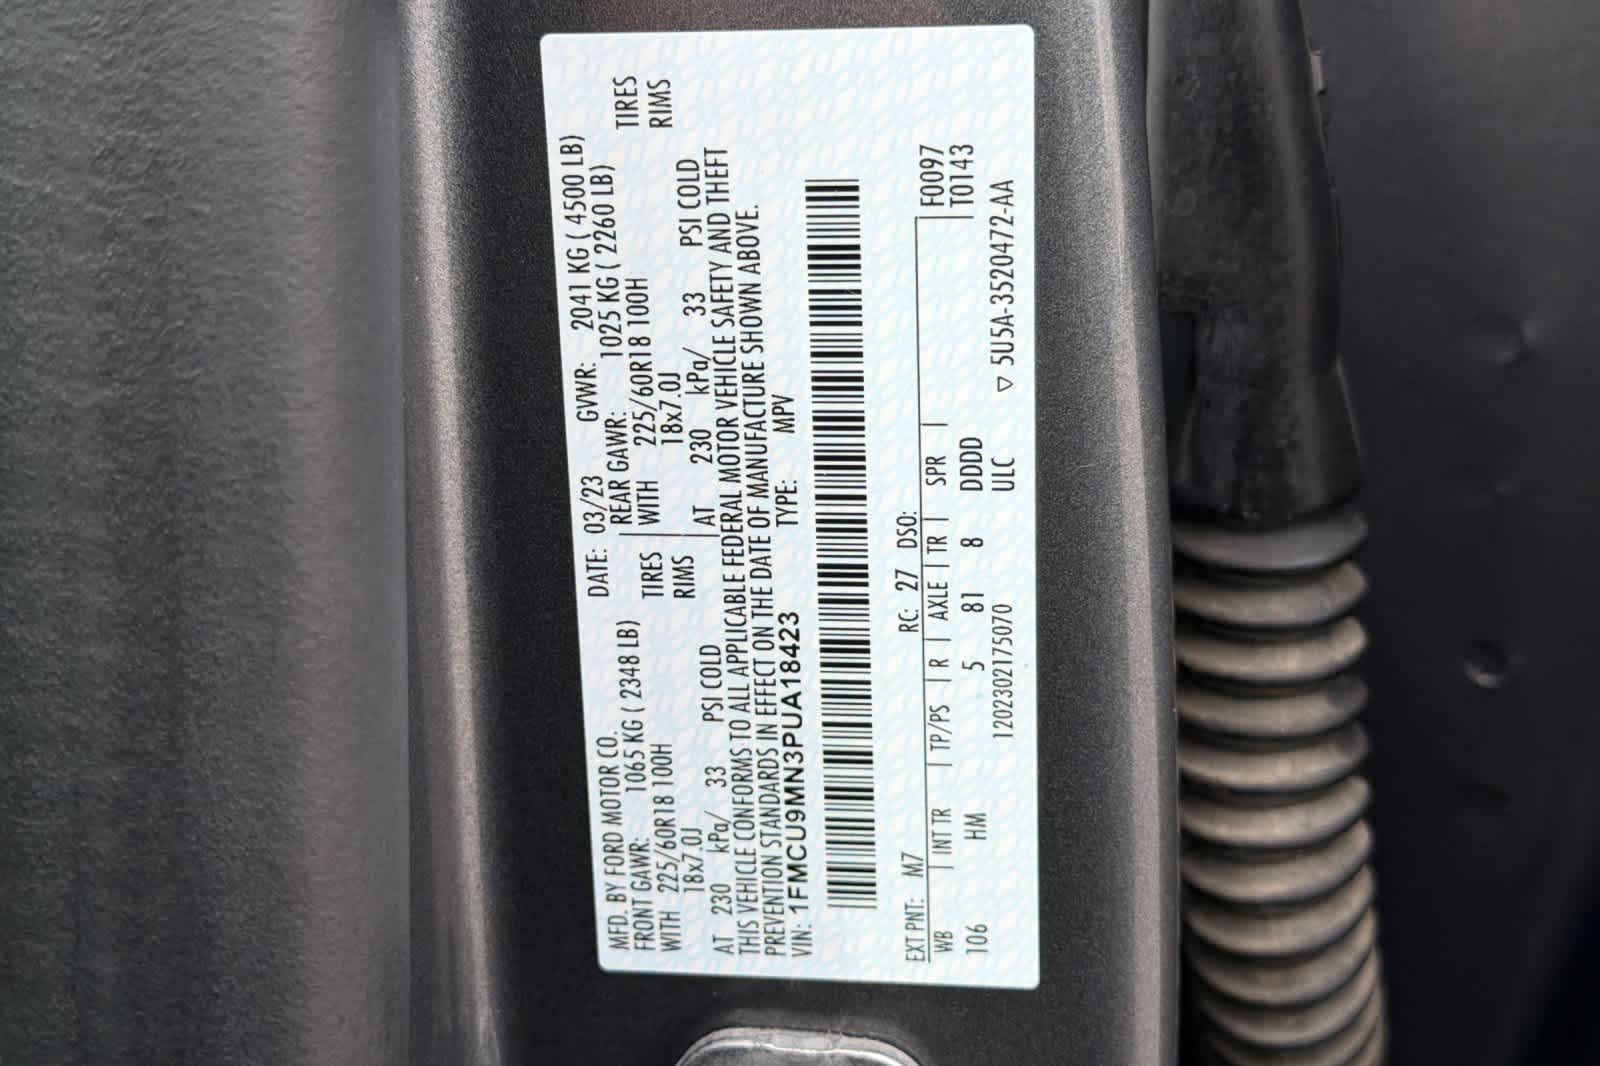 MFD. BY FORD MOTOR CO. DATE: 03/23 GVWR: 2041 KG ( 4500 LB)
FRONT GAWR: 1065 KG ( 2348 LB) REAR GAWR: 1025 KG ( 2260 LB)
WITH 225/60R18 100H TIRES WITH 225/60R18 100H TIRES
18x7.0J RIMS 18x7.0J RIMS
AT 230 kPa/ 33 PSI COLD AT 230 kPa/ 33 PSI COLD
THIS VEHICLE CONFORMS TO ALL APPLICABLE FEDERAL MOTOR VEHICLE SAFETY AND THEFT
PREVENTION STANDARDS IN EFFECT ON THE DATE OF MANUFACTURE SHOWN ABOVE.
VIN: 1FMCU9MN3PUA18423 TYPE: MPV
EXT PNT: M7 RC: 27 DSO: F0097
WB | INT TR | TP/PS | R | AXLE | TR | SPR | T0143
106 HM 5 81 8 DDDD
120230217507​0 ULC ▽ 5U5A-3520472-AA